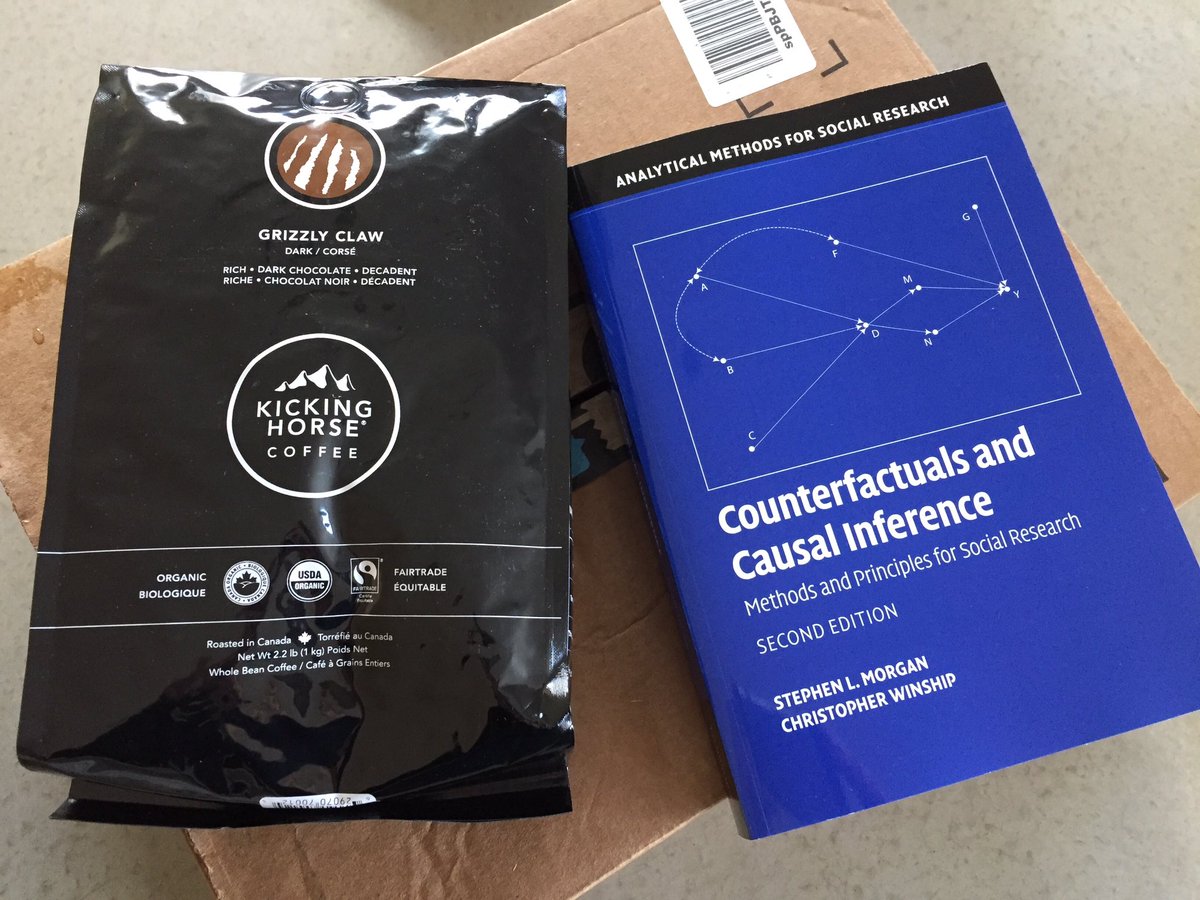 GRIZZLY CLAW
DARK / CORSÉ
RICH • DARK CHOCOLATE • DECADENT
RICHE • CHOCOLAT NOIR • DÉCADENT
KICKING
HORSE®
COFFEE
ORGANIC
BIOLOGIQUE
USDA
ORGANIC
FAIRTRADE
FAIRTRADE
ÉQUITABLE
Roasted in Canada Torréfié au Canada
Net Wt 2.2 lb (1 kg) Poids Net
Whole Bean Coffee / Café à Grains Entiers
ANALYTICAL METHODS FOR SOCIAL RESEARCH
A
F
G
M
Y
B
D
N
C
Counterfactuals and
Causal Inference
Methods and Principles for Social Research
SECOND EDITION
STEPHEN L. MORGAN
CHRISTOPHER WINSHIP